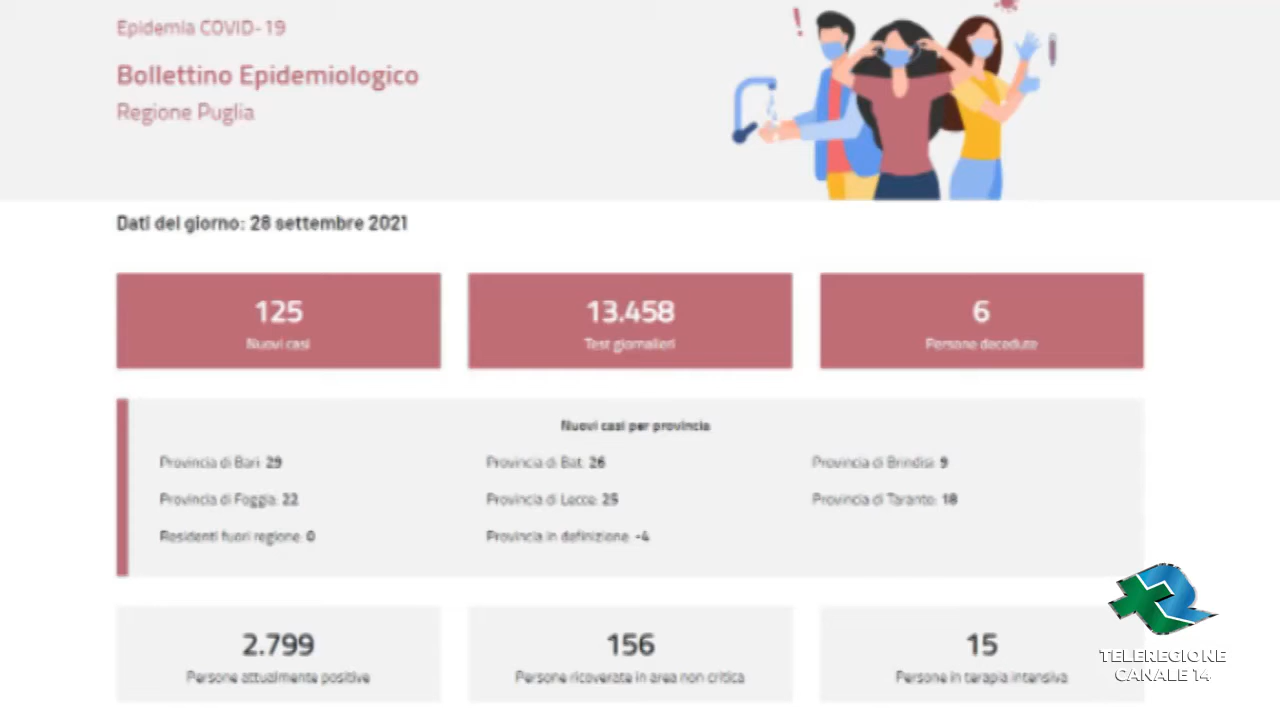 Epidemia COVID-19
Bollettino Epidemiologico
Regione Puglia
Dati del giorno: 28 settembre 2021
125
Nuovi casi
13.458
Test giornalieri
6
Persone decedute
Nuovi casi per provincia
Provincia di Bari: 29
Provincia di Bat: 26
Provincia di Brindisi: 9
Provincia di Foggia: 22
Provincia di Lecce: 25
Provincia di Taranto: 18
Residenti fuori regione: 0
Provincia in definizione: -4
2.799
Persone attualmente positive
156
Persone ricoverate in area non critica
15
Persone in terapia intensiva
TELEREGIONE
CANALE 14